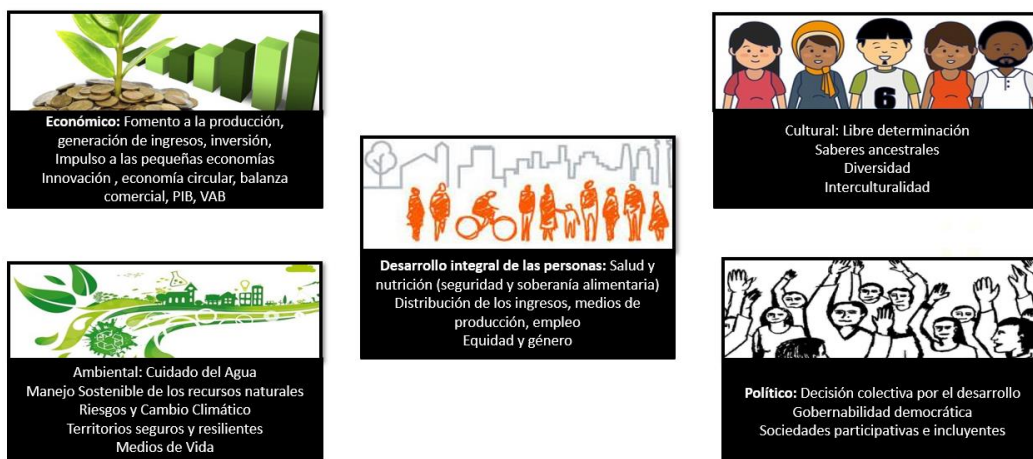 Económico: Fomento a la producción,
generación de ingresos, inversión,
Impulso a las pequeñas economías
Innovación , economía circular, balanza
comercial, PIB, VAB
6
Cultural: Libre determinación
Saberes ancestrales
Diversidad
Interculturalidad
Desarrollo integral de las personas: Salud y
nutrición (seguridad y soberanía alimentaria)
Distribución de los ingresos, medios de
producción, empleo
Equidad y género
Ambiental: Cuidado del Agua
Manejo Sostenible de los recursos naturales
Riesgos y Cambio Climático
Territorios seguros y resilientes
Medios de Vida
Político: Decisión colectiva por el desarrollo
Gobernabilidad democrática
Sociedades participativas e incluyentes